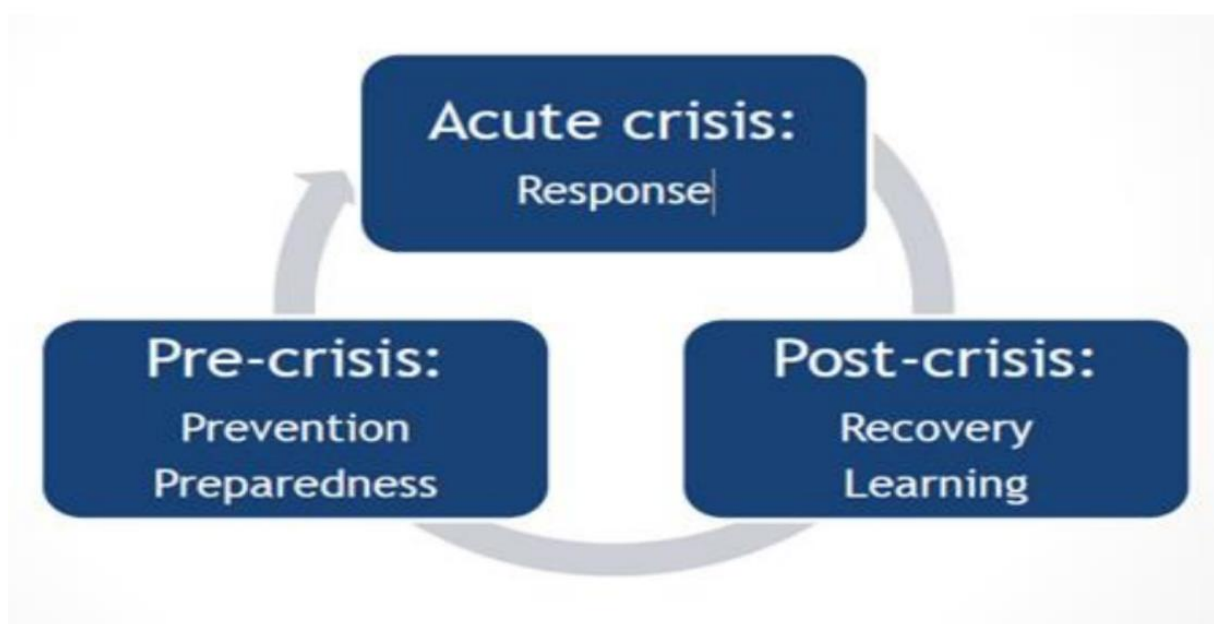 Acute crisis:
Response
Pre-crisis:
Prevention
Preparedness
Post-crisis:
Recovery
Learning